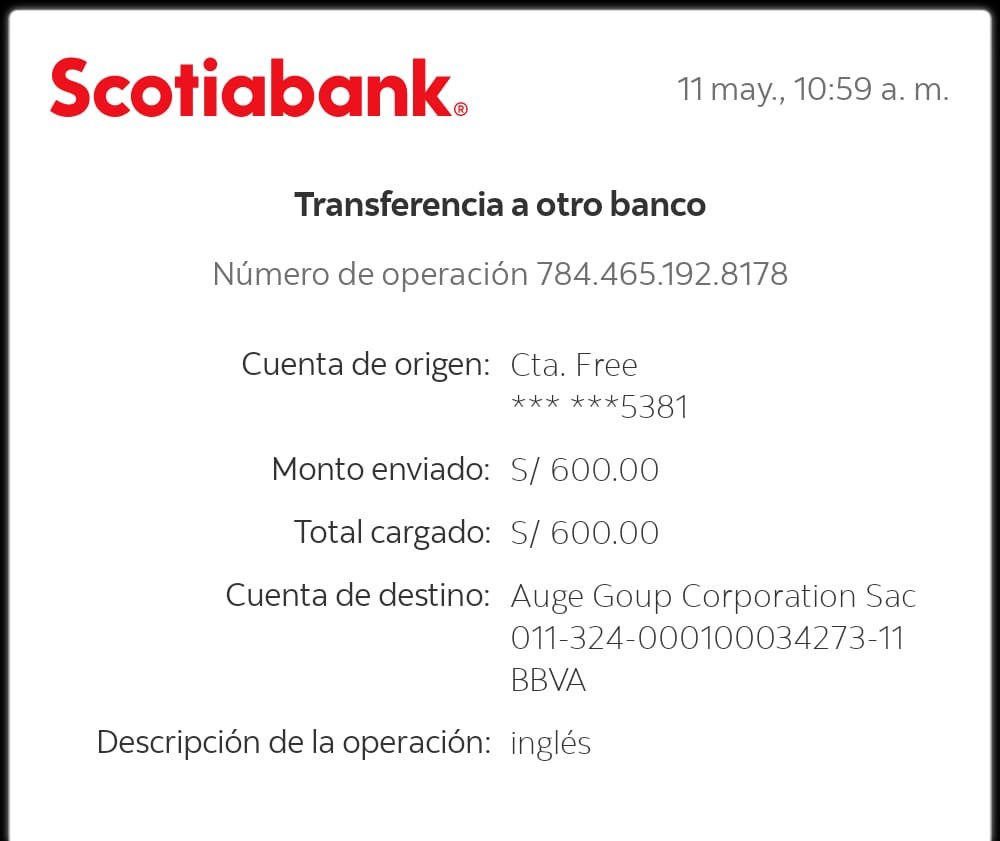 Scotiabank®
11 may., 10:59 a. m.
Transferencia a otro banco
Número de operación 784.465.192.8178
Cuenta de origen: Cta. Free
*** ***5381
Monto enviado: S/ 600.00
Total cargado: S/ 600.00
Cuenta de destino: Auge Goup Corporation Sac
011-324-000100034273-11
BBVA
Descripción de la operación: inglés